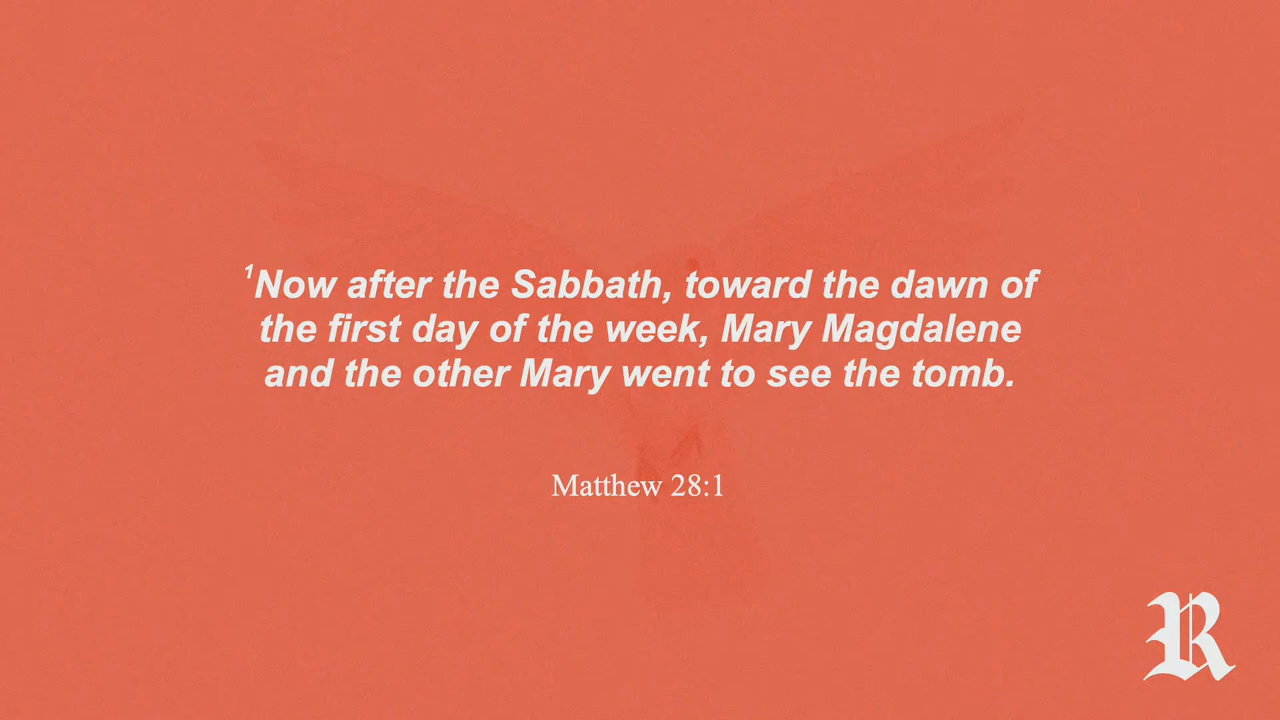 ¹Now after the Sabbath, toward the dawn of
the first day of the week, Mary Magdalene
and the other Mary went to see the tomb.
Matthew 28:1
R